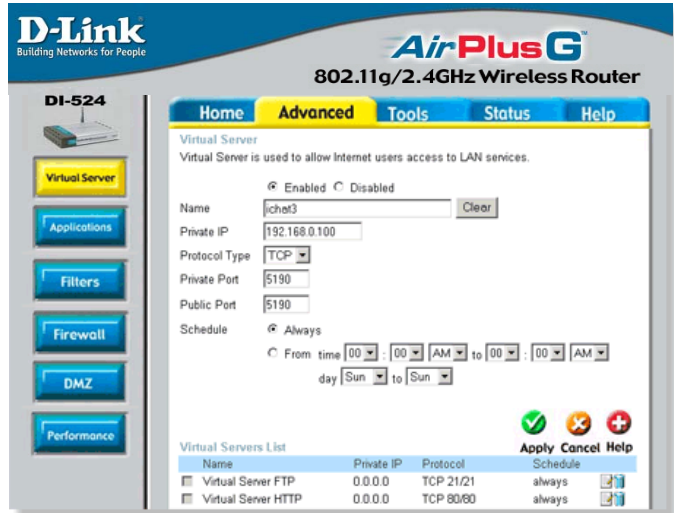 D-Link
Building Networks for People
AirPlus G™
802.11g/2.4GHz Wireless Router
DI-524
Home Advanced Tools Status Help
Virtual Server
Applications
Filters
Firewall
DMZ
Performance
Virtual Server
Virtual Server is used to allow Internet users access to LAN services.
Enabled Disabled
Name ichat3 Clear
Private IP 192.168.0.100
Protocol Type TCP
Private Port 5190
Public Port 5190
Schedule Always
From time 00 : 00 AM to 00 : 00 AM
day Sun to Sun
Apply Cancel Help
Virtual Servers List
Name Private IP Protocol Schedule
Virtual Server FTP 0.0.0.0 TCP 21/21 always
Virtual Server HTTP 0.0.0.0 TCP 80/80 always